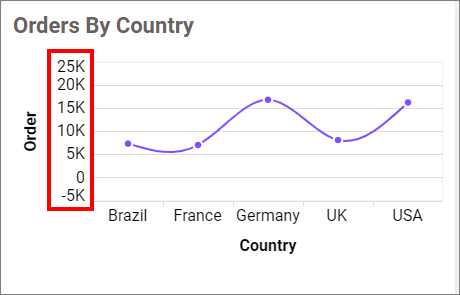 Orders By Country
25K
20K
15K
10K
5K
0
-5K
Order
Brazil France Germany UK USA
Country